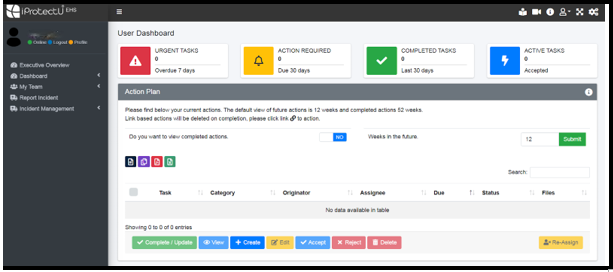 iProtectU EHS
User Dashboard
Online Logout Profile
Executive Overview
Dashboard
My Team
Report Incident
Incident Management
URGENT TASKS
0
Overdue 7 days
ACTION REQUIRED
0
Due 30 days
COMPLETED TASKS
0
Last 30 days
ACTIVE TASKS
0
Accepted
Action Plan
Please find below your current actions. The default view of future actions is 12 weeks and completed actions 52 weeks.
Link based actions will be deleted on completion, please click link to action.
Do you want to view completed actions. NO Weeks in the future. 12 Submit
Search:
Task Category Originator Assignee Due Status Files
No data available in table
Showing 0 to 0 of 0 entries
Complete / Update View Create Edit Accept Reject Delete Re-Assign